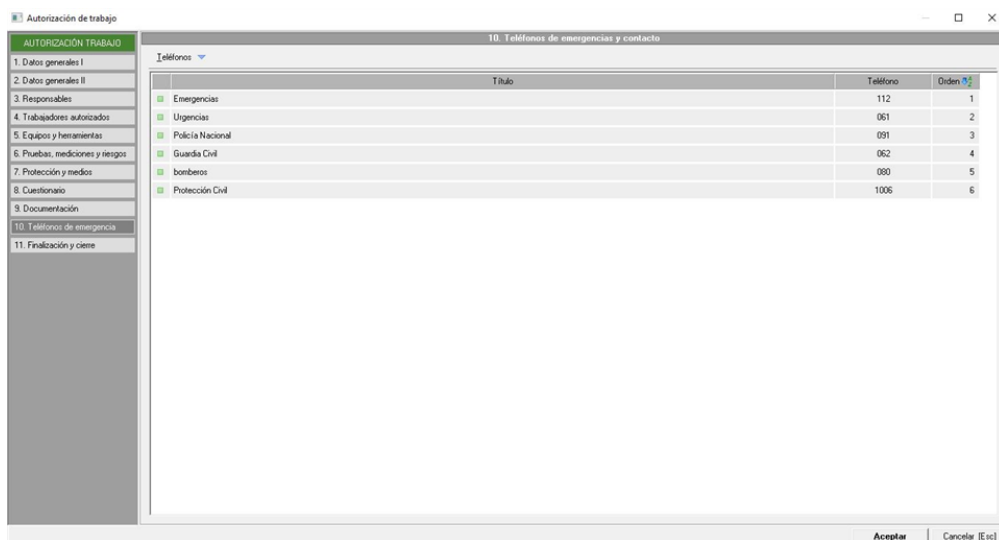 Autorización de trabajo
AUTORIZACIÓN TRABAJO
1. Datos generales I
2. Datos generales II
3. Responsables
4. Trabajadores autorizados
5. Equipos y herramientas
6. Pruebas, mediciones y riesgos
7. Protección y medios
8. Cuestionario
9. Documentación
10. Teléfonos de emergencia
11. Finalización y cierre
10. Teléfonos de emergencias y contacto
Teléfonos
Título Teléfono Orden
Emergencias 112 1
Urgencias 061 2
Policía Nacional 091 3
Guardia Civil 062 4
bomberos 080 5
Protección Civil 1006 6
Aceptar Cancelar [Esc]